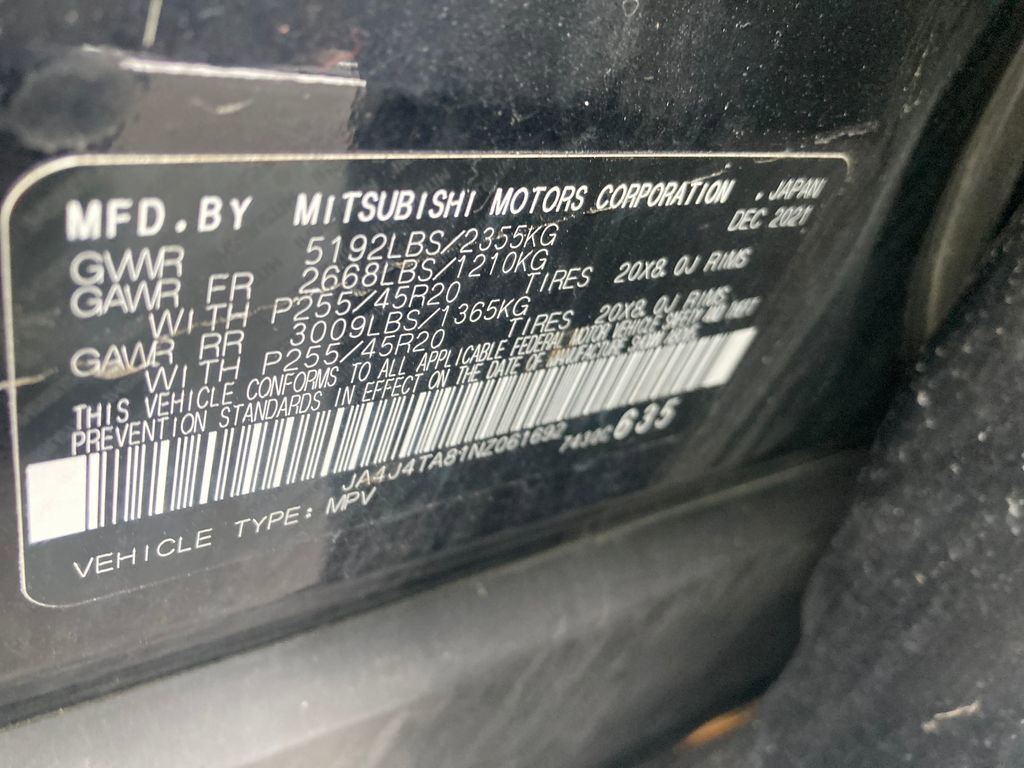 MFD.BY MITSUBISHI MOTORS CORPORATION , JAPAN
DEC 2021
GVWR 5192LBS/2355KG
GAWR FR 2668LBS/1210KG
WITH P255/45R20 TIRES 20X8.0J RIMS
GAWR RR 3009LBS/1365KG
WITH P255/45R20 TIRES 20X8.0J RIMS
THIS VEHICLE CONFORMS TO ALL APPLICABLE FEDERAL MOTOR VEHICLE SAFETY AND THEFT
PREVENTION STANDARDS IN EFFECT ON THE DATE OF MANUFACTURE SHOWN ABOVE.
JA4J4TA81NZ061692 635
VEHICLE TYPE: MPV